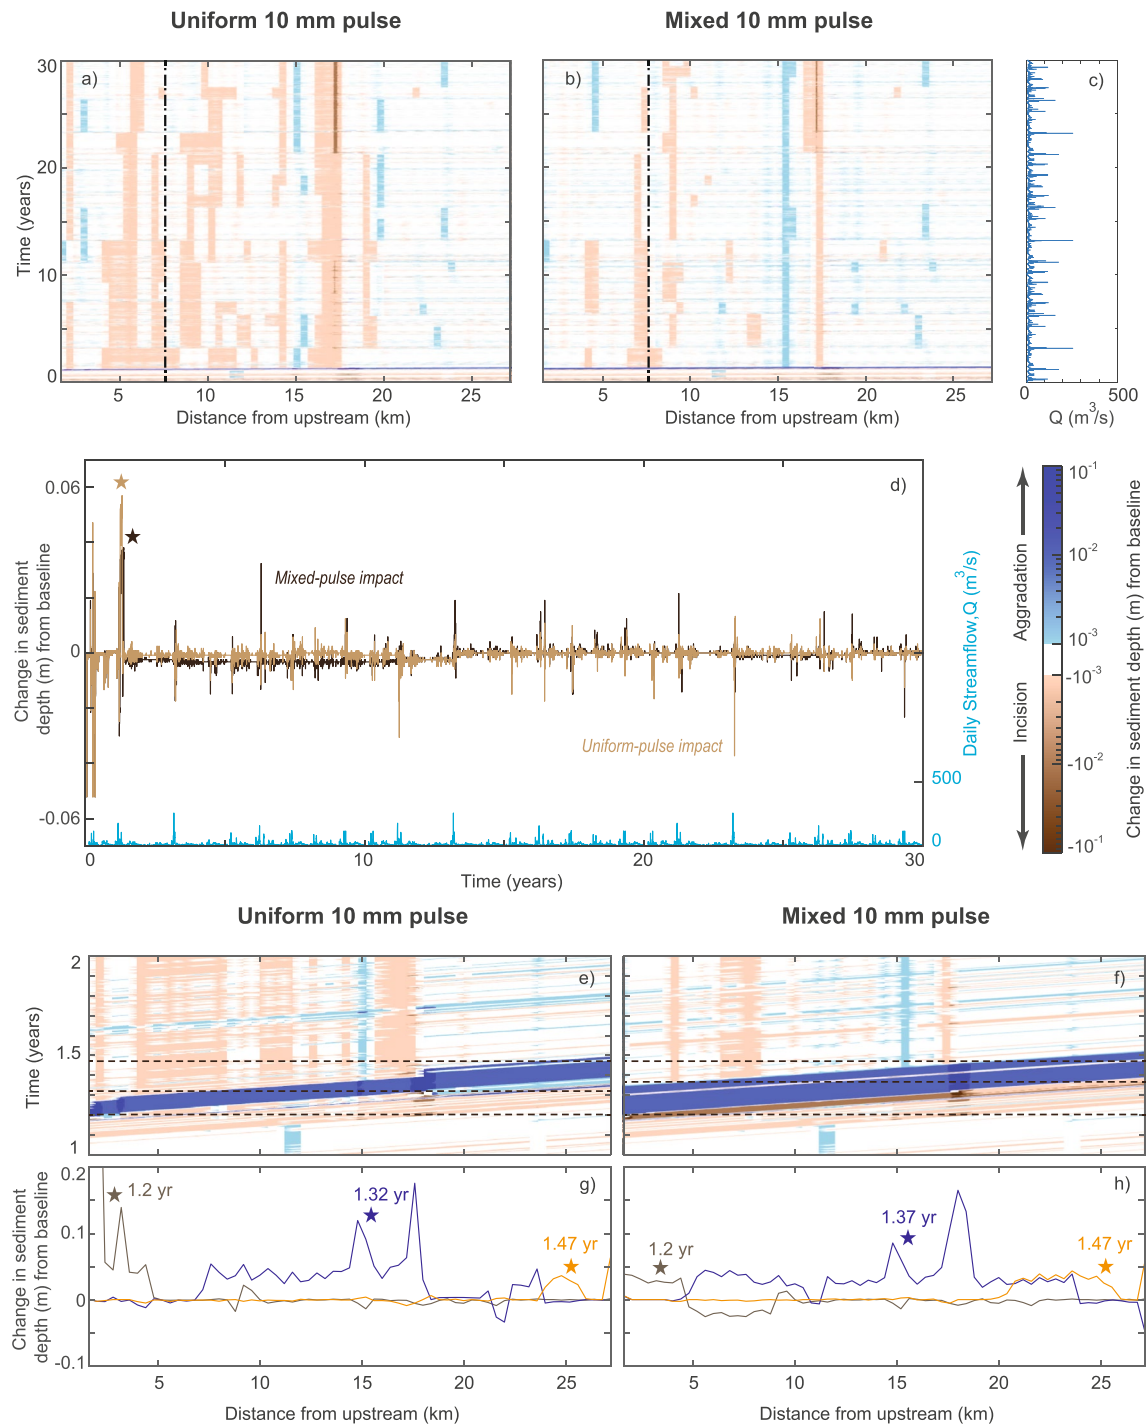 Uniform 10 mm pulse
Mixed 10 mm pulse
a)
b)
c)
30
20
10
0
Time (years)
5
10
15
20
25
Distance from upstream (km)
5
10
15
20
25
Distance from upstream (km)
0
500
Q (m³/s)
d)
0.06
0
-0.06
Change in sediment
depth (m) from baseline
Mixed-pulse impact
Uniform-pulse impact
0
10
20
30
Time (years)
500
0
Daily Streamflow,Q (m³/s)
Aggradation
Incision
10⁻¹
10⁻²
10⁻³
-10⁻³
-10⁻²
-10⁻¹
Change in sediment depth (m) from baseline
Uniform 10 mm pulse
Mixed 10 mm pulse
e)
f)
2
1.5
1
Time (years)
g)
h)
0.2
0.1
0
-0.1
Change in sediment
depth (m) from baseline
1.2 yr
1.32 yr
1.47 yr
1.2 yr
1.37 yr
1.47 yr
5
10
15
20
25
5
10
15
20
25
Distance from upstream (km)
Distance from upstream (km)